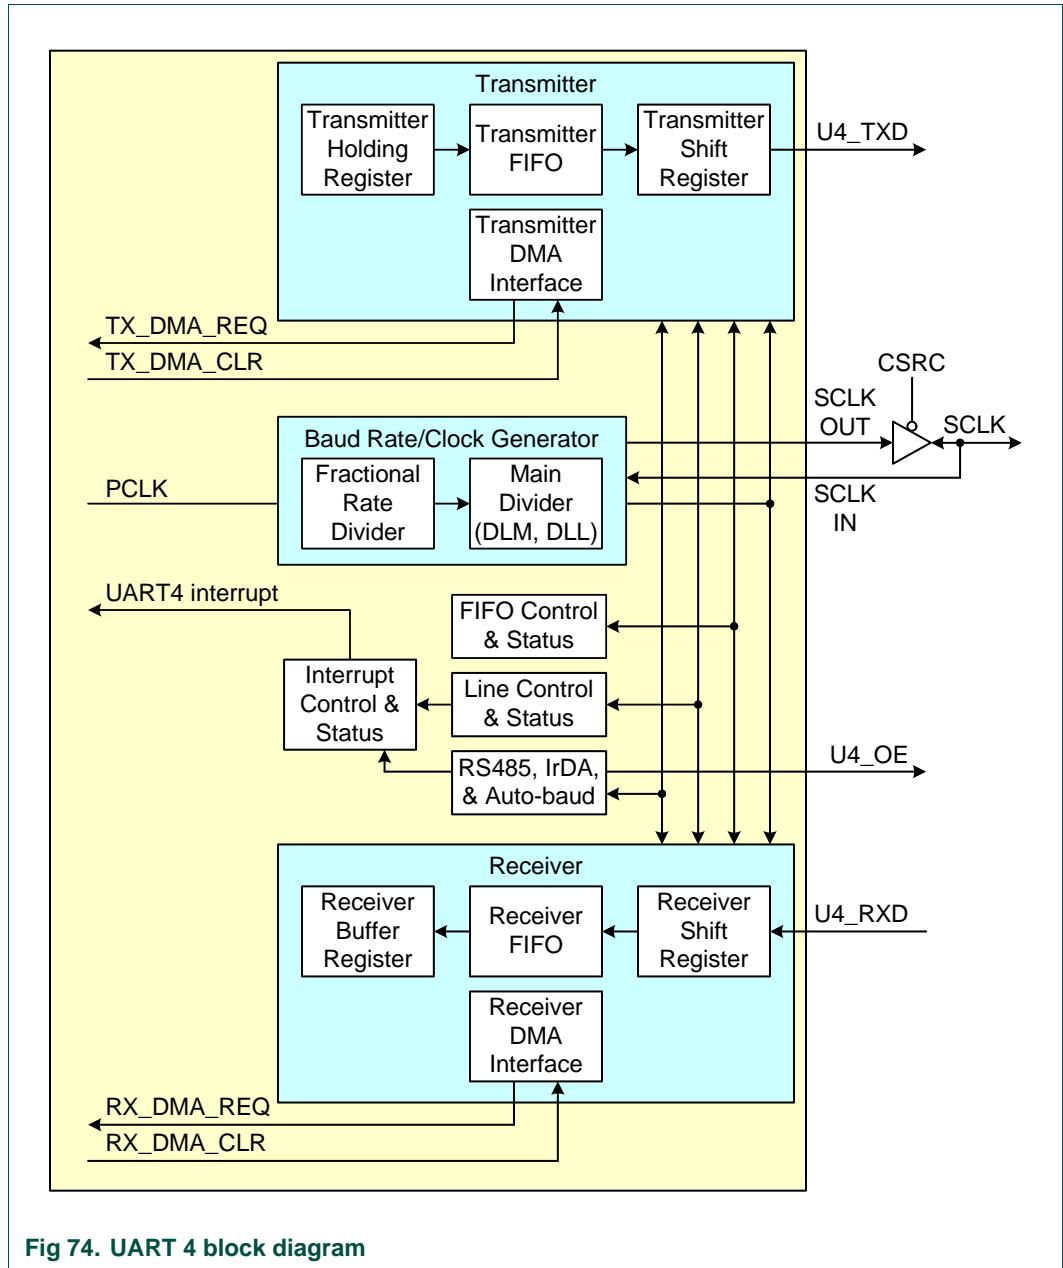 Transmitter
Transmitter
Holding
Register
Transmitter
FIFO
Transmitter
Shift
Register
U4_TXD
Transmitter
DMA
Interface
TX_DMA_REQ
TX_DMA_CLR
CSRC
SCLK
OUT
SCLK
Baud Rate/Clock Generator
Fractional
Rate
Divider
Main
Divider
(DLM, DLL)
PCLK
SCLK
IN
UART4 interrupt
FIFO Control
& Status
Interrupt
Control &
Status
Line Control
& Status
RS485, IrDA,
& Auto-baud
U4_OE
Receiver
Receiver
Buffer
Register
Receiver
FIFO
Receiver
Shift
Register
U4_RXD
Receiver
DMA
Interface
RX_DMA_REQ
RX_DMA_CLR
Fig 74. UART 4 block diagram